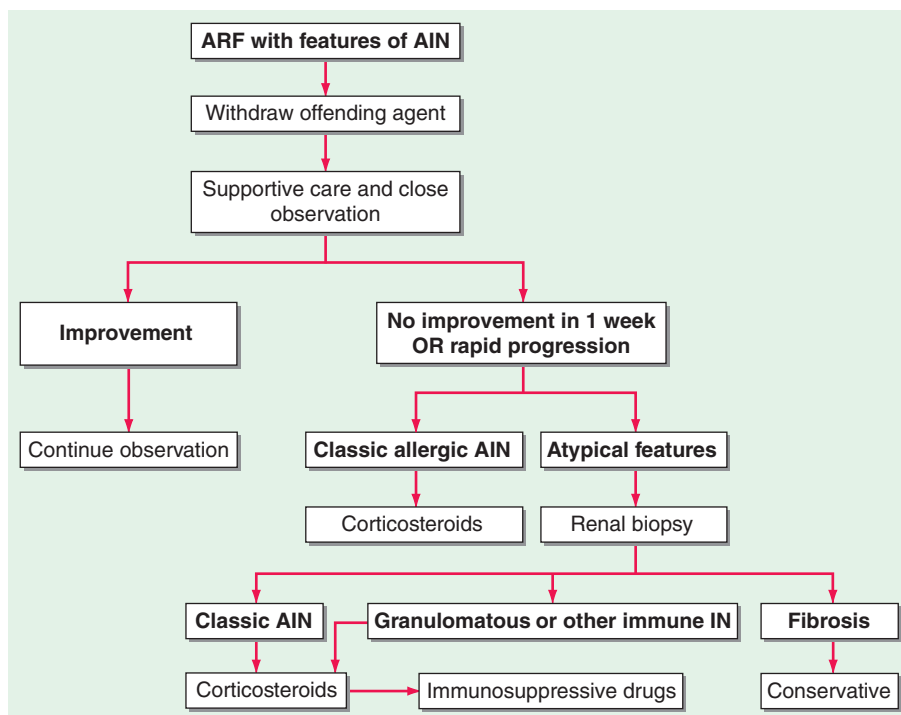 ARF with features of AIN
Withdraw offending agent
Supportive care and close
observation
Improvement
No improvement in 1 week
OR rapid progression
Continue observation
Classic allergic AIN
Atypical features
Corticosteroids
Renal biopsy
Classic AIN
Granulomatous or other immune IN
Fibrosis
Corticosteroids
Immunosuppressive drugs
Conservative